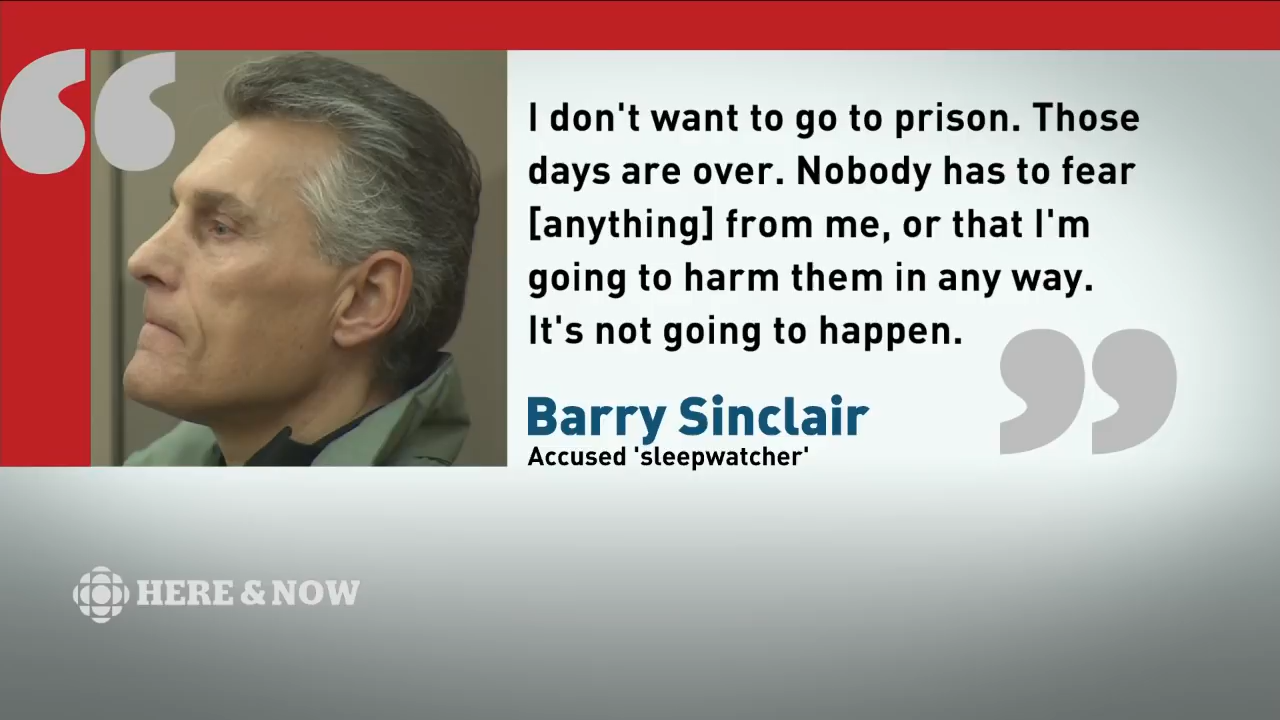 I don't want to go to prison. Those
days are over. Nobody has to fear
[anything] from me, or that I'm
going to harm them in any way.
It's not going to happen.
Barry Sinclair
Accused 'sleepwatcher'
HERE & NOW